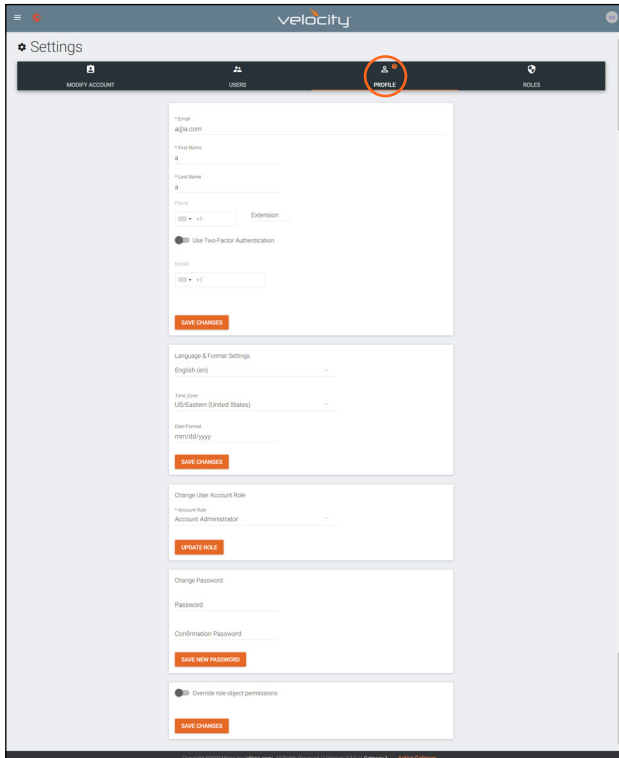 velocity
Settings
MODIFY ACCOUNT
USERS
PROFILE
ROLES
* Email
a@a.com
* First Name
a
* Last Name
a
Phone
+1
Extension
Use Two-Factor Authentication
Mobile
+1
SAVE CHANGES
Language & Format Settings
English (en)
Time Zone
US/Eastern (United States)
Date Format
mm/dd/yyyy
SAVE CHANGES
Change User Account Role
* Account Role
Account Administrator
UPDATE ROLE
Change Password
Password
Confirmation Password
SAVE NEW PASSWORD
Override role object permissions
SAVE CHANGES